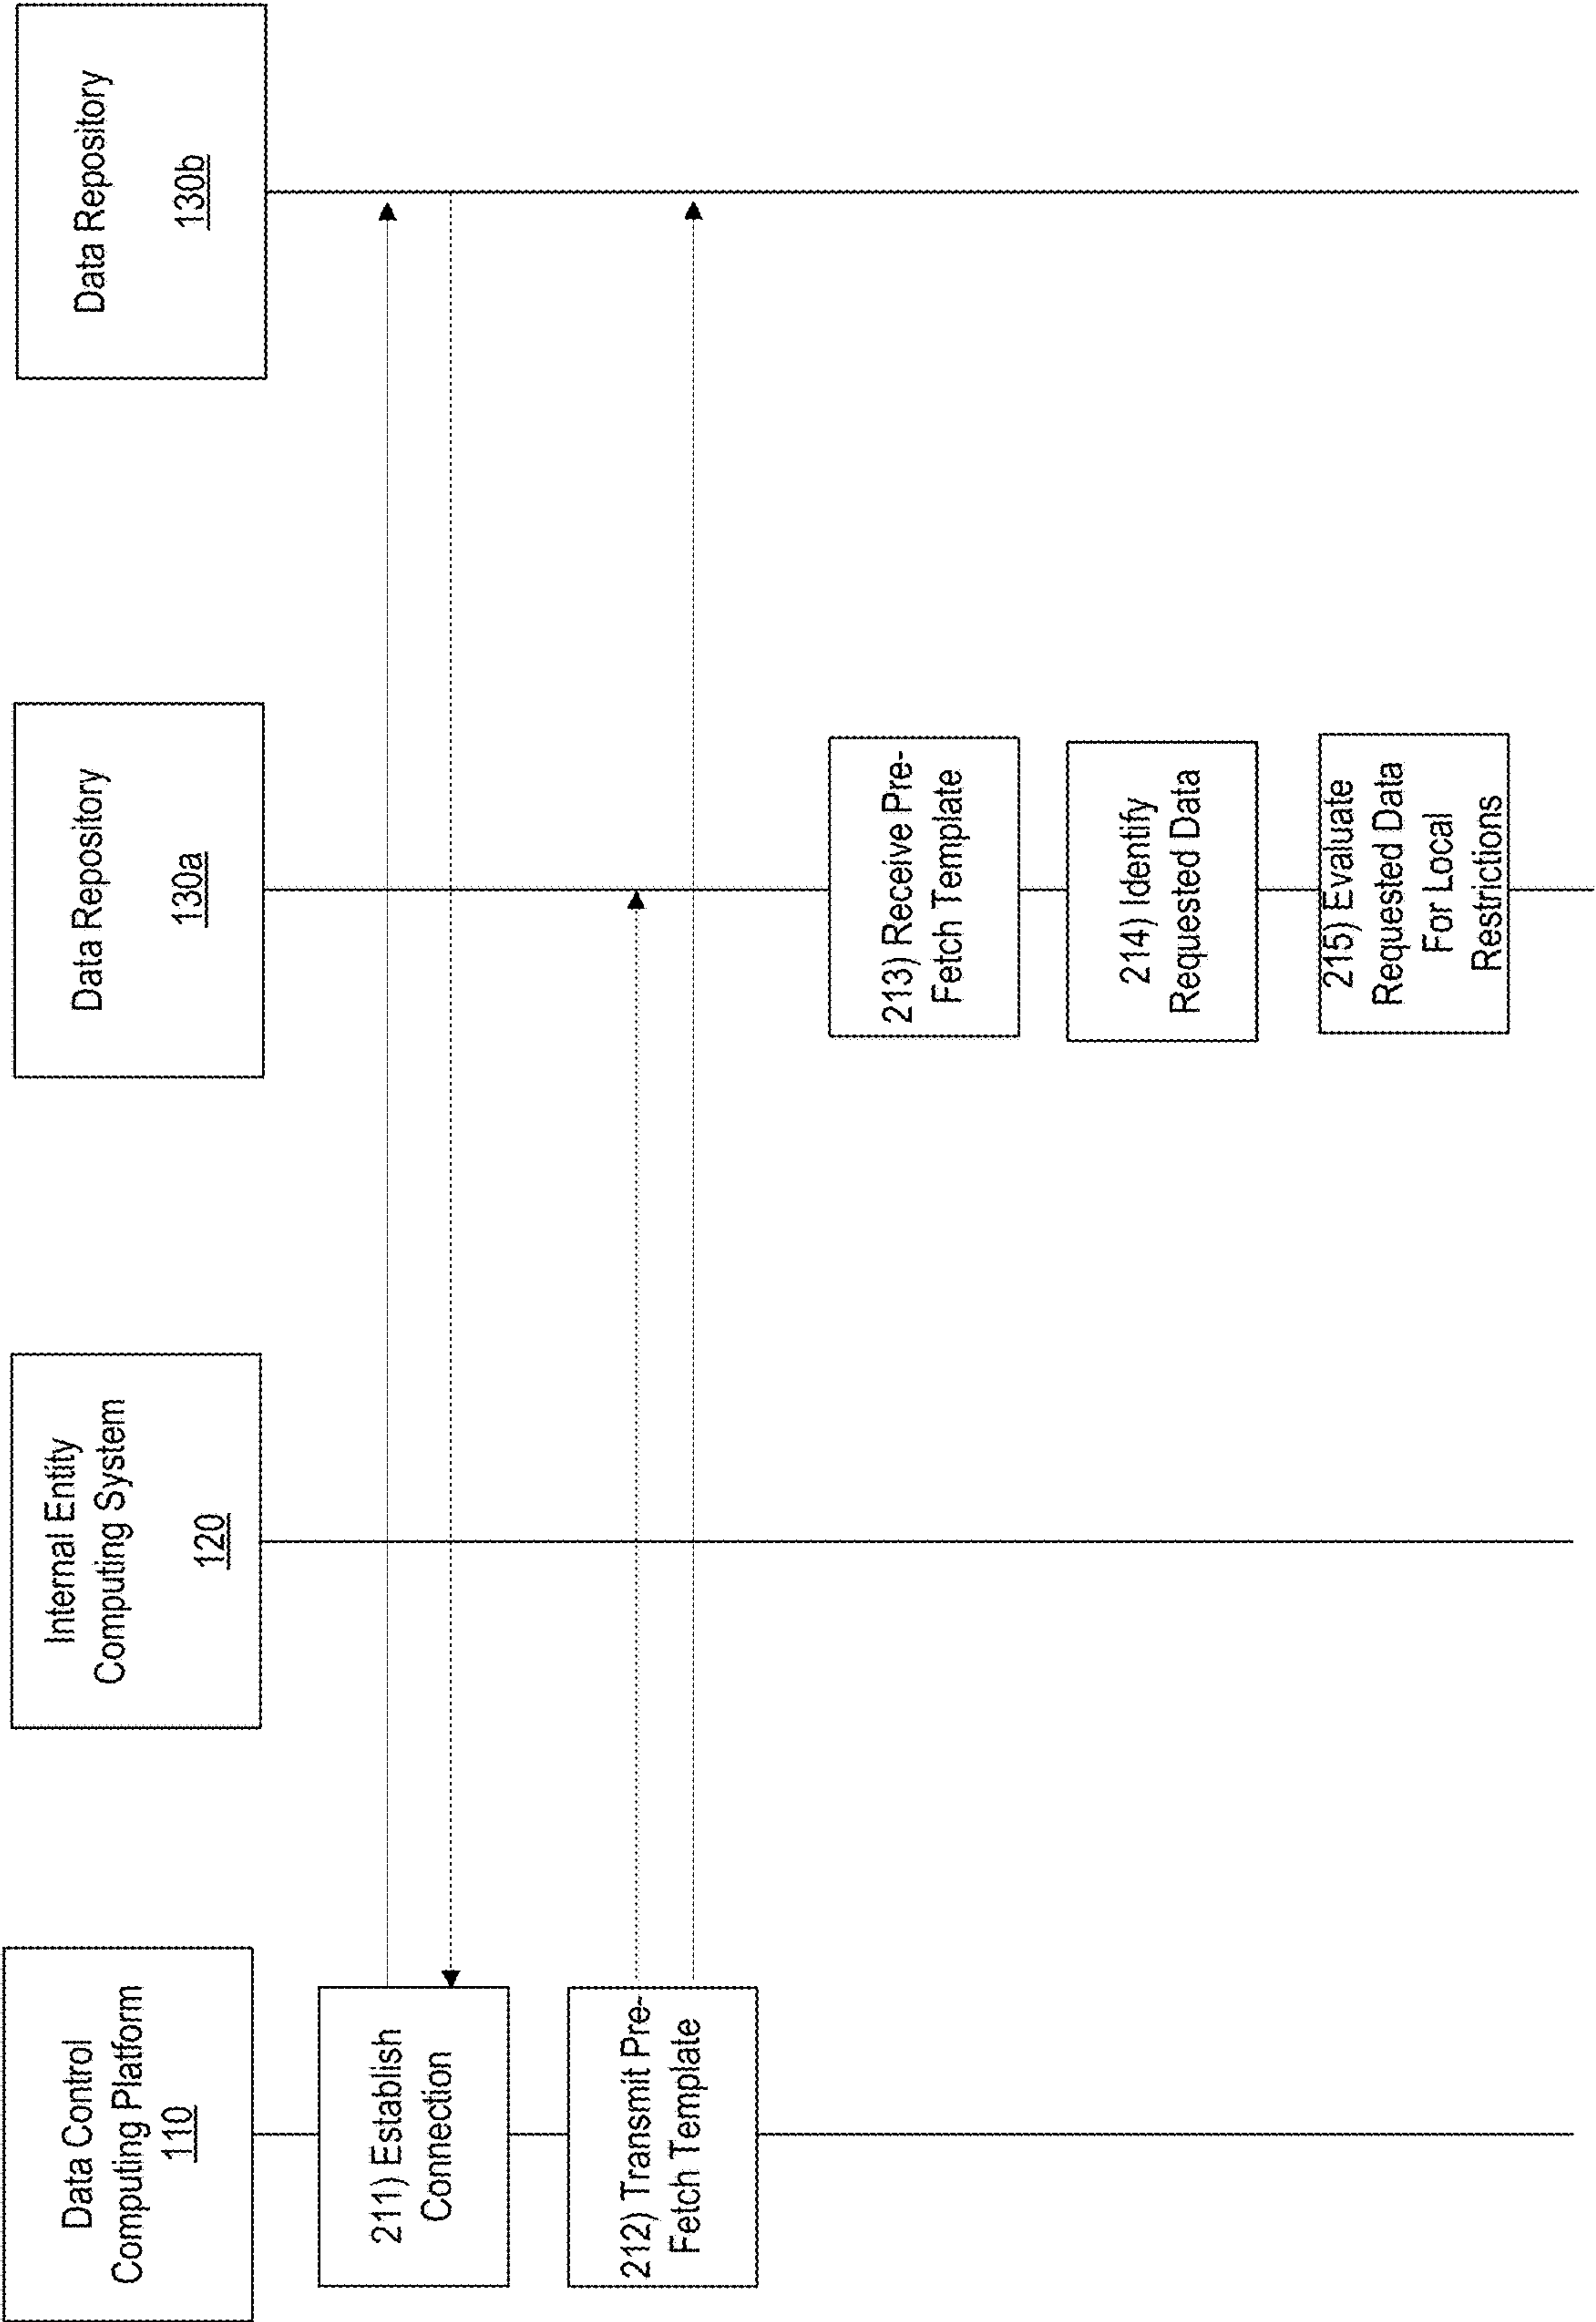 Data Control
Computing Platform
110
Internal Entity
Computing System
120
Data Repository
130a
Data Repository
130b
211) Establish
Connection
212) Transmit Pre-
Fetch Template
213) Receive Pre-
Fetch Template
214) Identify
Requested Data
215) Evaluate
Requested Data
For Local
Restrictions